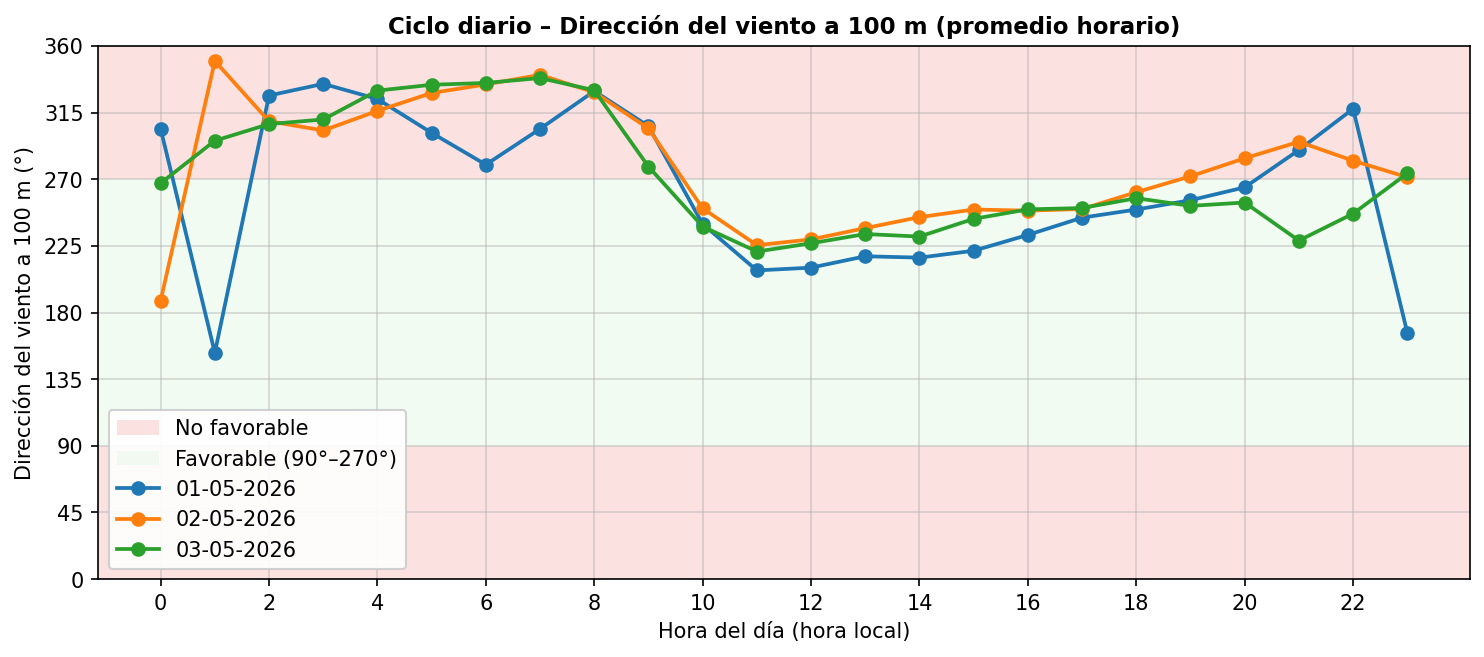 Ciclo diario – Dirección del viento a 100 m (promedio horario)
Dirección del viento a 100 m (°)
360
315
270
225
180
135
90
45
0
No favorable
Favorable (90°–270°)
01-05-2026
02-05-2026
03-05-2026
0 2 4 6 8 10 12 14 16 18 20 22
Hora del día (hora local)